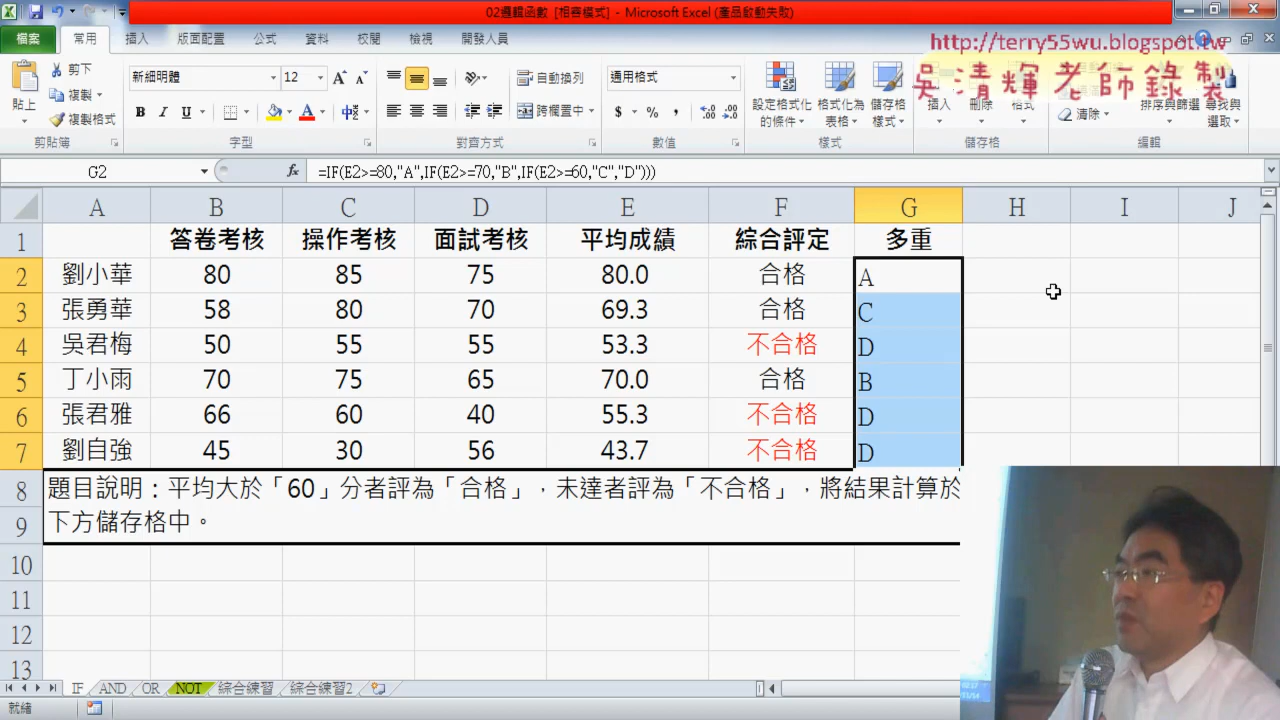 02邏輯函數 [相容模式] - Microsoft Excel (產品啟動失敗)
檔案 常用 插入 版面配置 公式 資料 校閱 檢視 開發人員
http://terry55wu.blogspot.tw
吳清輝老師錄製
貼上 剪下 複製 複製格式 剪貼簿
新細明體 12 B I U 字型
自動換列 跨欄置中 對齊方式
通用格式 $ % , 數值
設定格式化的條件 格式化為表格 儲存格樣式 樣式
插入 刪除 格式 儲存格
清除 排序與篩選 尋找與選取 編輯
G2 fx =IF(E2>=80,"A",IF(E2>=70,"B",IF(E2>=60,"C","D")))
A B C D E F G H I J
1 答卷考核 操作考核 面試考核 平均成績 綜合評定 多重
2 劉小華 80 85 75 80.0 合格 A
3 張勇華 58 80 70 69.3 合格 C
4 吳君梅 50 55 55 53.3 不合格 D
5 丁小雨 70 75 65 70.0 合格 B
6 張君雅 66 60 40 55.3 不合格 D
7 劉自強 45 30 56 43.7 不合格 D
8 題目說明：平均大於「60」分者評為「合格」，未達者評為「不合格」，將結果計算於
9 下方儲存格中。
10
11
12
13
IF AND OR NOT 綜合練習 綜合練習2
就緒